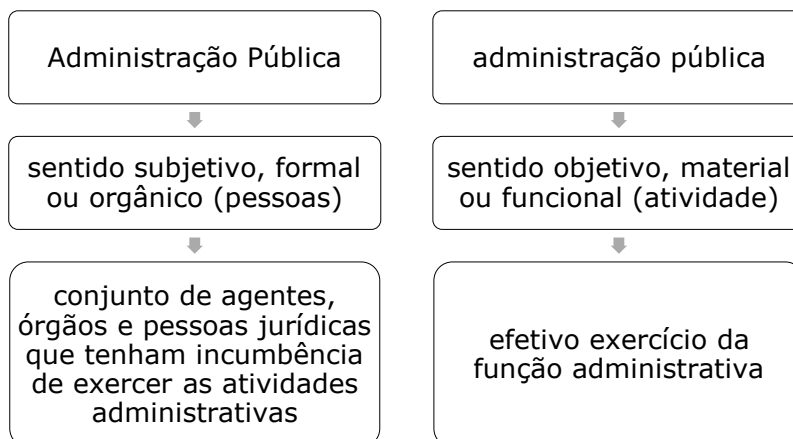 Administração Pública
sentido subjetivo, formal
ou orgânico (pessoas)
conjunto de agentes,
órgãos e pessoas jurídicas
que tenham incumbência
de exercer as atividades
administrativas
administração pública
sentido objetivo, material
ou funcional (atividade)
efetivo exercício da
função administrativa